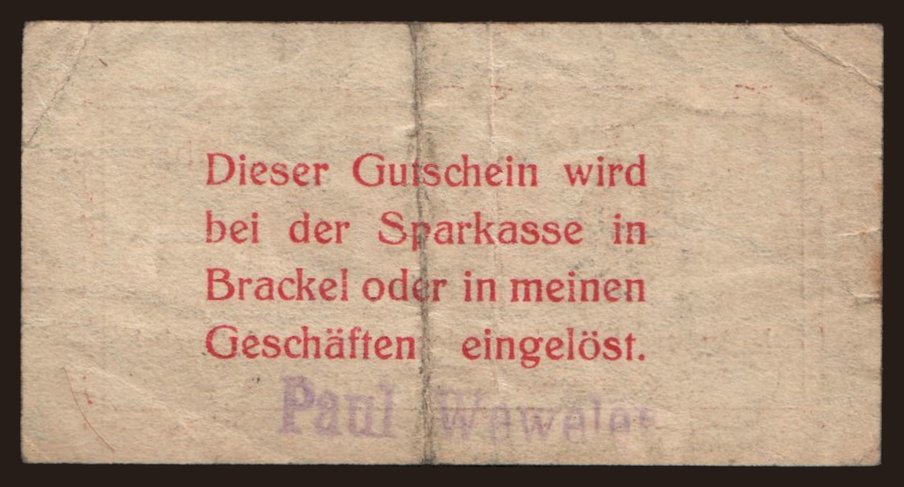 Dieser Gutschein wird
bei der Sparkasse in
Brackel oder in meinen
Geschäften eingelöst.
Paul